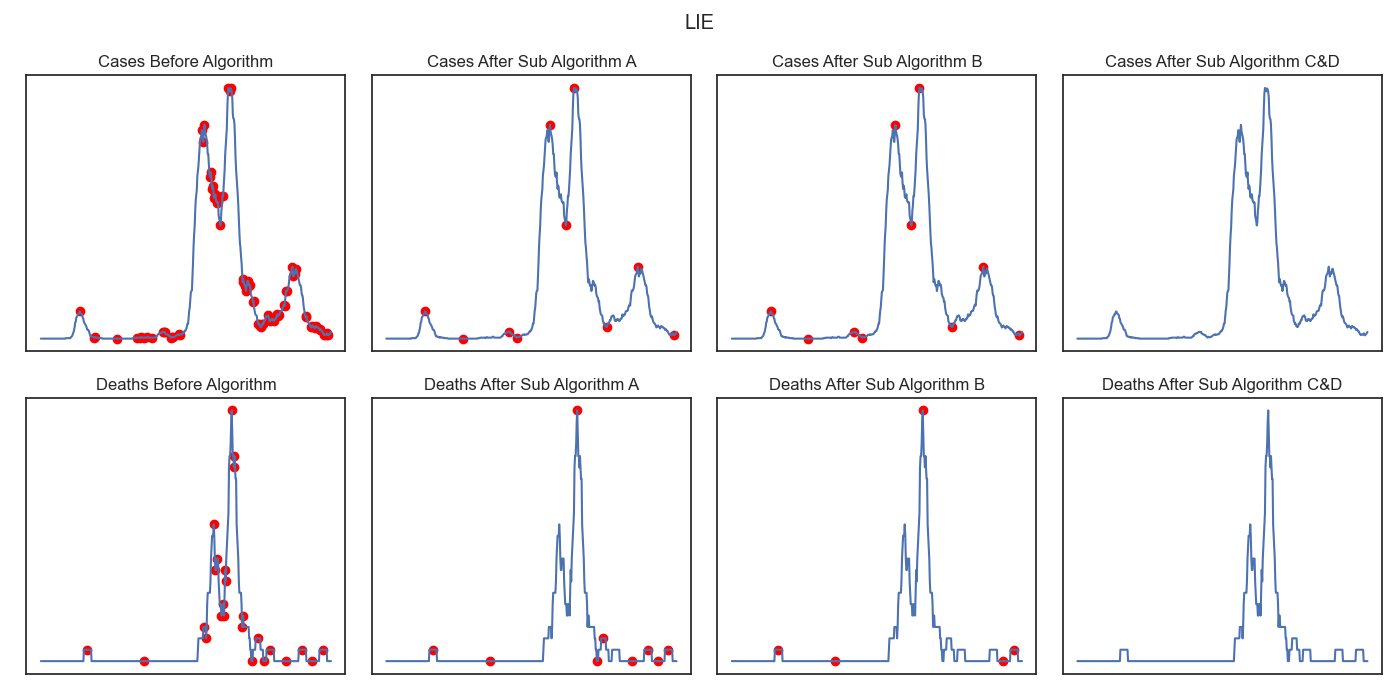 LIE
Cases Before Algorithm
Cases After Sub Algorithm A
Cases After Sub Algorithm B
Cases After Sub Algorithm C&D
Deaths Before Algorithm
Deaths After Sub Algorithm A
Deaths After Sub Algorithm B
Deaths After Sub Algorithm C&D